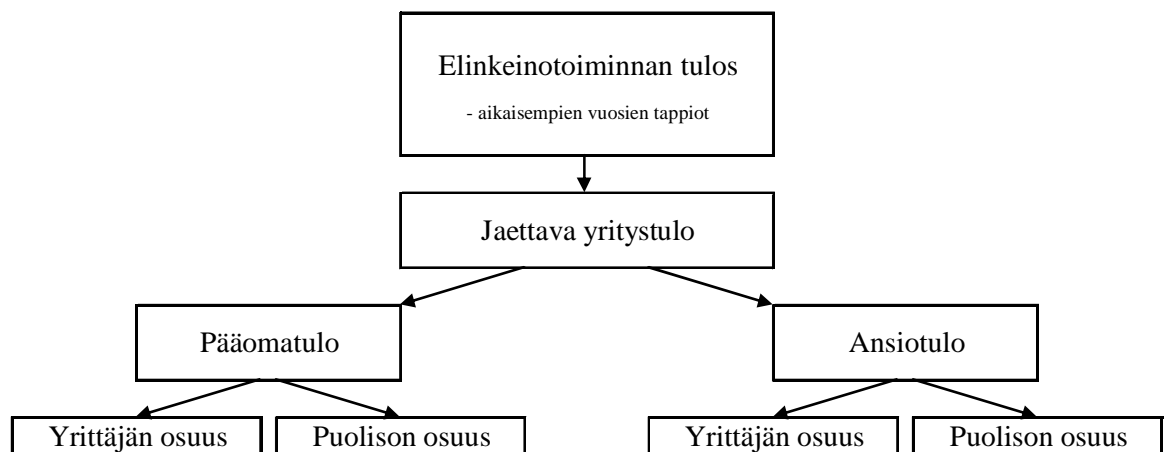 Elinkeinotoiminnan tulos
- aikaisempien vuosien tappiot
Jaettava yritystulo
Pääomatulo
Ansiotulo
Yrittäjän osuus
Puolison osuus
Yrittäjän osuus
Puolison osuus